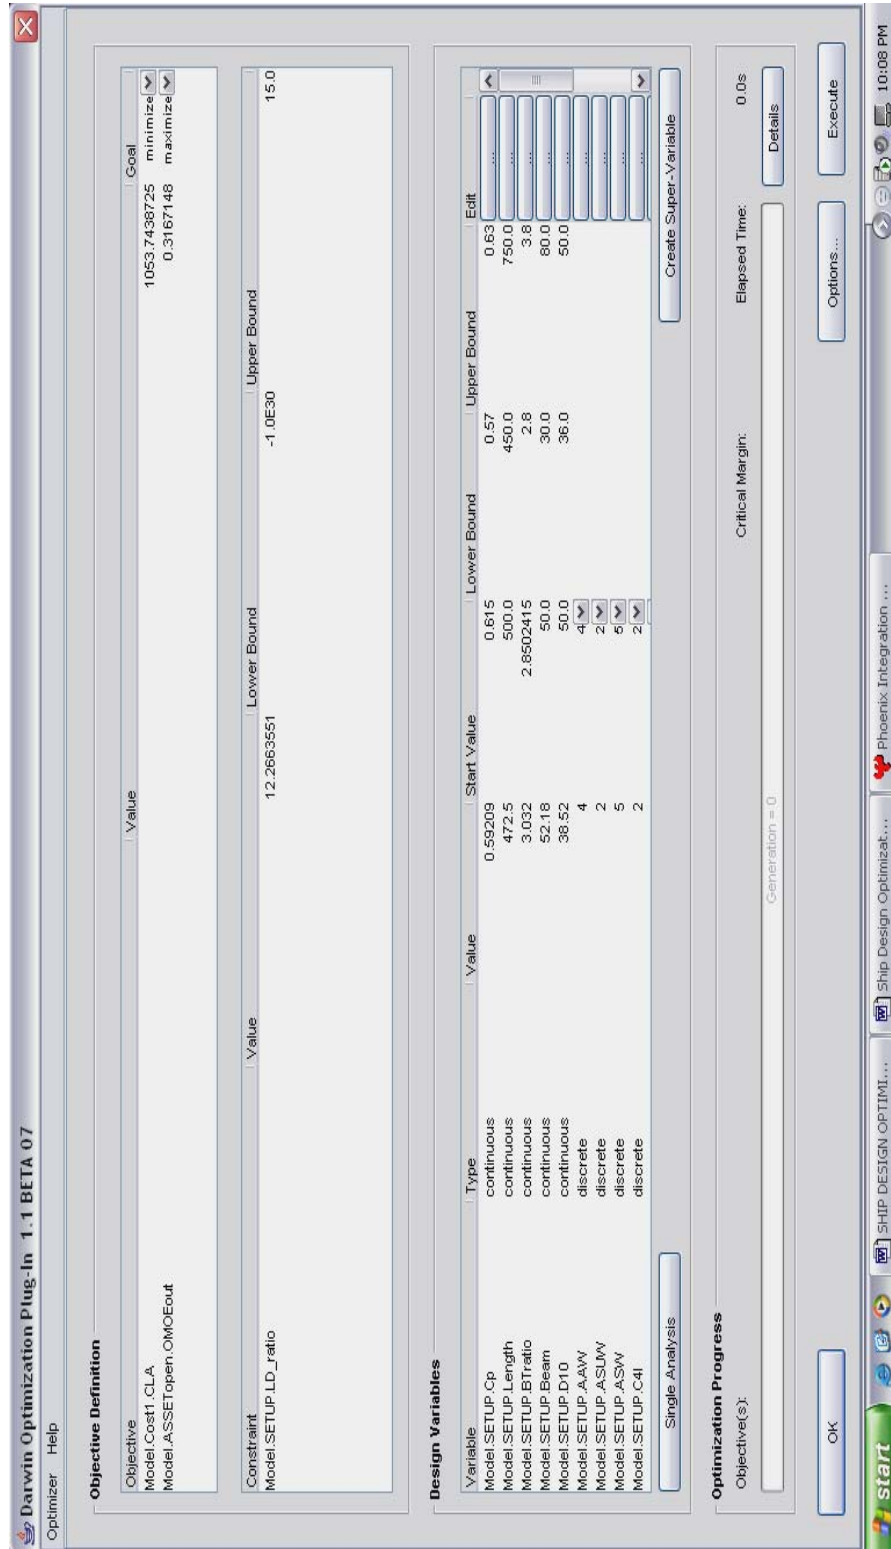 Darwin Optimization Plug-In 1.1 BETA 07
Optimizer Help
Objective Definition
Objective Value Goal
Model.Cost1.CLA 1053.7438725 minimize
Model.ASSETopen.OMOEout 0.3167148 maximize
Constraint Value Lower Bound Upper Bound
Model.SETUP.LD_ratio 12.2663551 -1.0E30 15.0
Design Variables
Variable Type Value Start Value Lower Bound Upper Bound Edit
Model.SETUP.Cp continuous 0.59209 0.615 0.57 0.63 ...
Model.SETUP.Length continuous 472.5 500.0 450.0 750.0 ...
Model.SETUP.BTratio continuous 3.032 2.8502415 2.8 3.8 ...
Model.SETUP.Beam continuous 52.18 50.0 30.0 80.0 ...
Model.SETUP.D10 continuous 38.52 50.0 36.0 50.0 ...
Model.SETUP.AAW discrete 4 4 ...
Model.SETUP.ASUW discrete 2 2 ...
Model.SETUP.ASW discrete 5 5 ...
Model.SETUP.C4I discrete 2 2 ...
Single Analysis Create Super-Variable
Optimization Progress
Objective(s): Critical Margin: Elapsed Time: 0.0s
Generation = 0 Details
OK Options... Execute
start SHIP DESIGN OPTIMI... Ship Design Optimizat... Phoenix Integration ... 10:08 PM